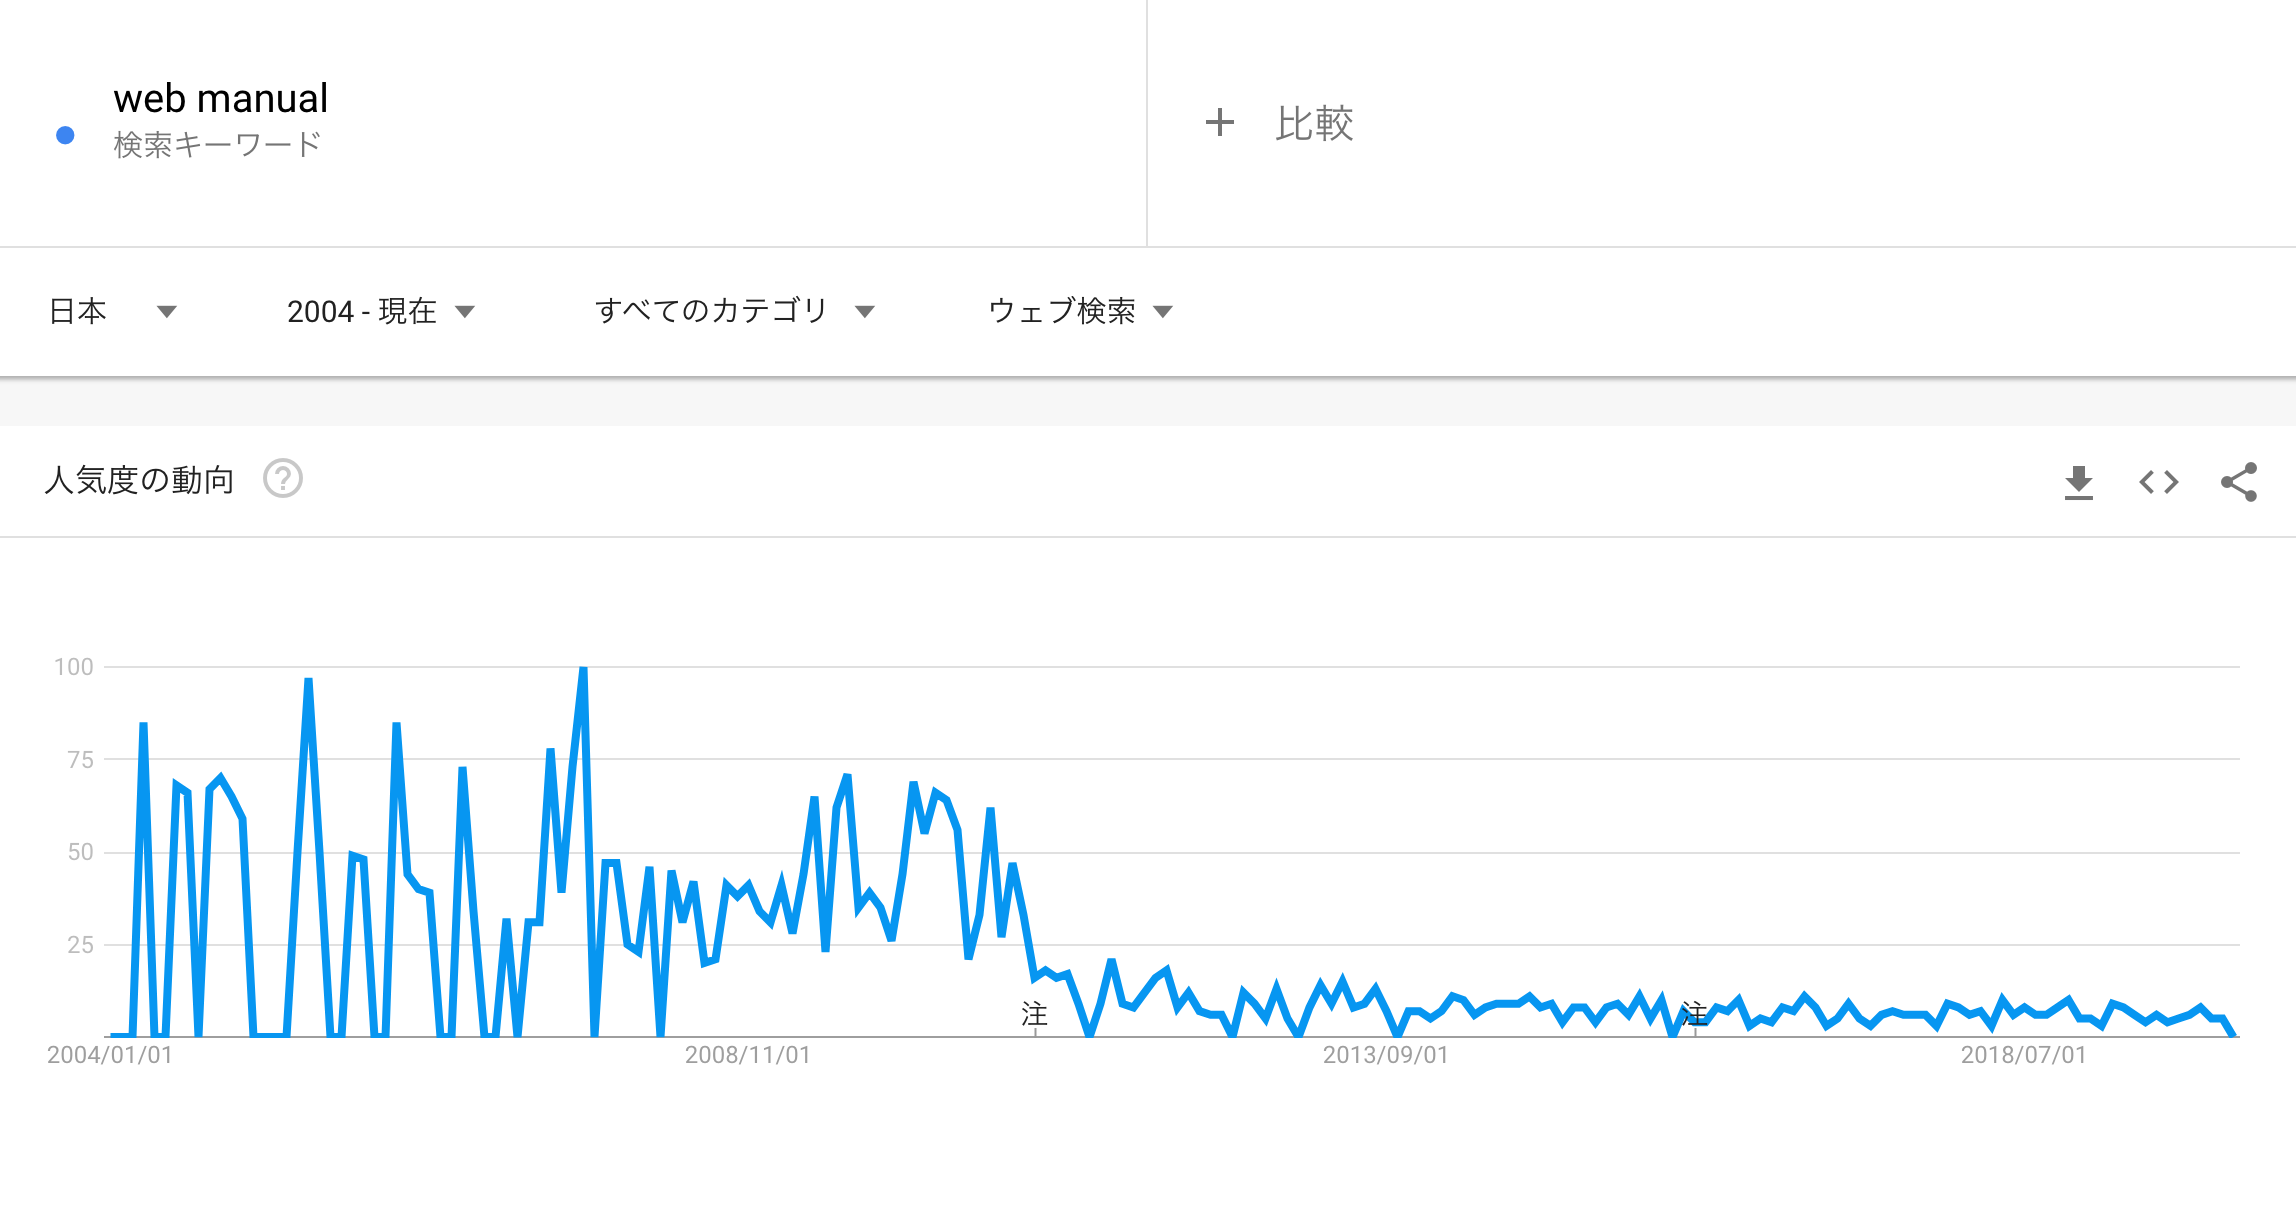 web manual
検索キーワード
+ 比較
日本
2004 - 現在
すべてのカテゴリ
ウェブ検索
人気度の動向
?
100
75
50
25
注
注
2004/01/01
2008/11/01
2013/09/01
2018/07/01